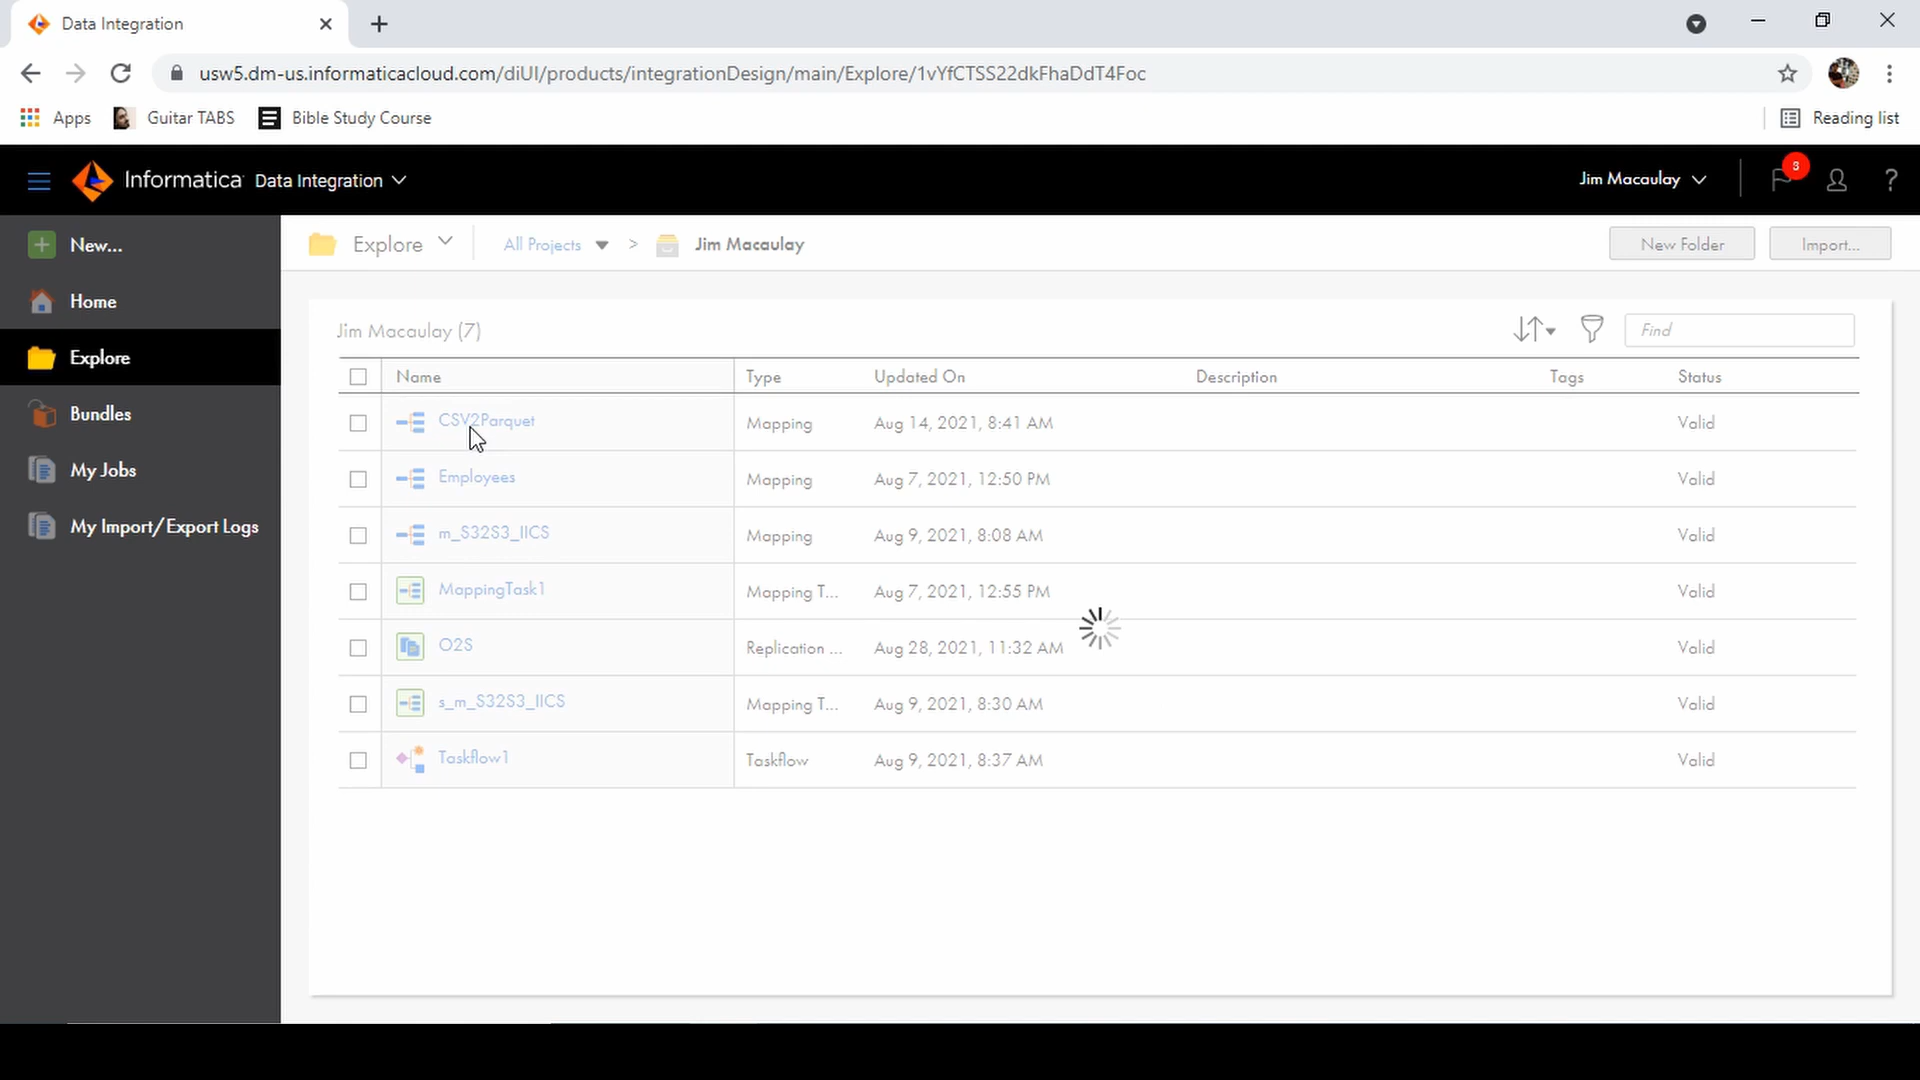 Data Integration
usw5.dm-us.informaticacloud.com/diUI/products/integrationDesign/main/Explore/1vYfCTSS22dkFhaDdT4Foc
Apps Guitar TABS Bible Study Course Reading list
Informatica Data Integration Jim Macaulay 3 ?
New... Explore All Projects > Jim Macaulay New Folder Import...
Home
Jim Macaulay (7) Find
Explore
Name Type Updated On Description Tags Status
Bundles
CSV2Parquet Mapping Aug 14, 2021, 8:41 AM Valid
My Jobs
Employees Mapping Aug 7, 2021, 12:50 PM Valid
My Import/Export Logs
m_S32S3_IICS Mapping Aug 9, 2021, 8:08 AM Valid
MappingTask1 Mapping T... Aug 7, 2021, 12:55 PM Valid
O2S Replication ... Aug 28, 2021, 11:32 AM Valid
s_m_S32S3_IICS Mapping T... Aug 9, 2021, 8:30 AM Valid
Taskflow1 Taskflow Aug 9, 2021, 8:37 AM Valid